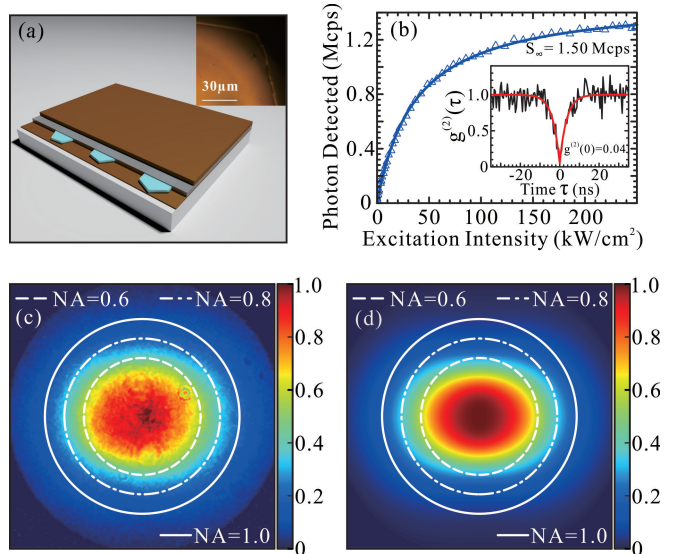 (a)
30μm
(b)
S∞= 1.50 Mcps
Photon Detected (Mcps)
1.2
0.8
0.4
0
0 50 100 150 200
Excitation Intensity (kW/cm²)
g⁽²⁾(τ)
1.0
0.5
0
g⁽²⁾(0)=0.04
-20 0 20
Time τ (ns)
(c)
NA=0.6 NA=0.8
NA=1.0
1.0
0.8
0.6
0.4
0.2
0
(d)
NA=0.6 NA=0.8
NA=1.0
1.0
0.8
0.6
0.4
0.2
0